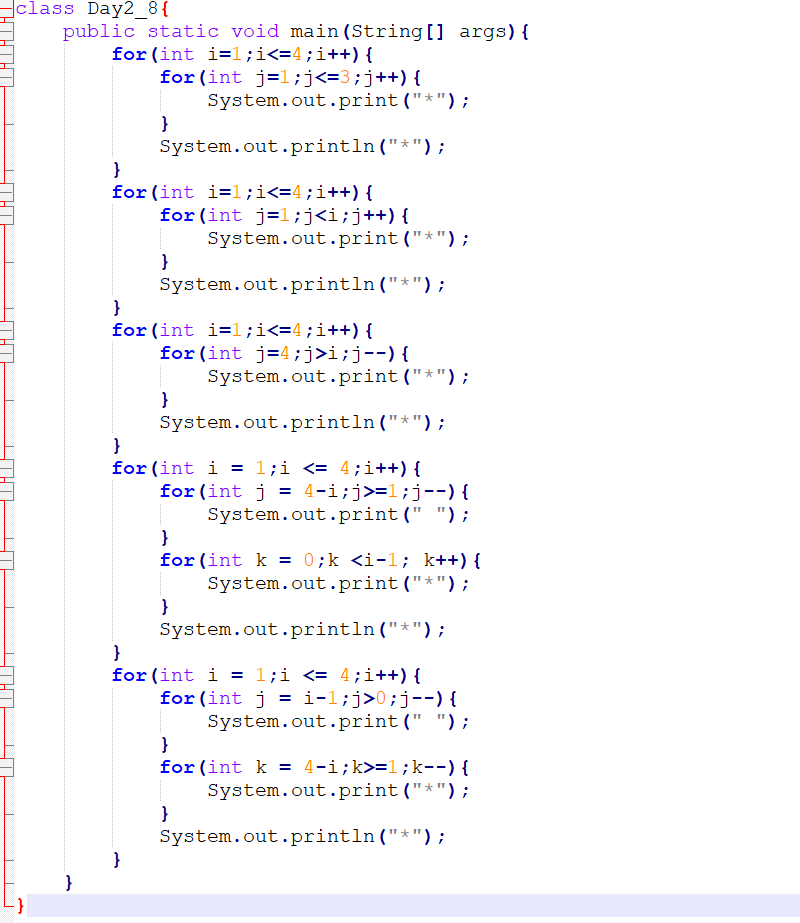 class Day2_8{
    public static void main(String[] args){
        for(int i=1;i<=4;i++){
            for(int j=1;j<=3;j++){
                System.out.print("*");
            }
            System.out.println("*");
        }
        for(int i=1;i<=4;i++){
            for(int j=1;j<i;j++){
                System.out.print("*");
            }
            System.out.println("*");
        }
        for(int i=1;i<=4;i++){
            for(int j=4;j>i;j--){
                System.out.print("*");
            }
            System.out.println("*");
        }
        for(int i = 1;i <= 4;i++){
            for(int j = 4-i;j>=1;j--){
                System.out.print(" ");
            }
            for(int k = 0;k <i-1; k++){
                System.out.print("*");
            }
            System.out.println("*");
        }
        for(int i = 1;i <= 4;i++){
            for(int j = i-1;j>0;j--){
                System.out.print(" ");
            }
            for(int k = 4-i;k>=1;k--){
                System.out.print("*");
            }
            System.out.println("*");
        }
    }
}